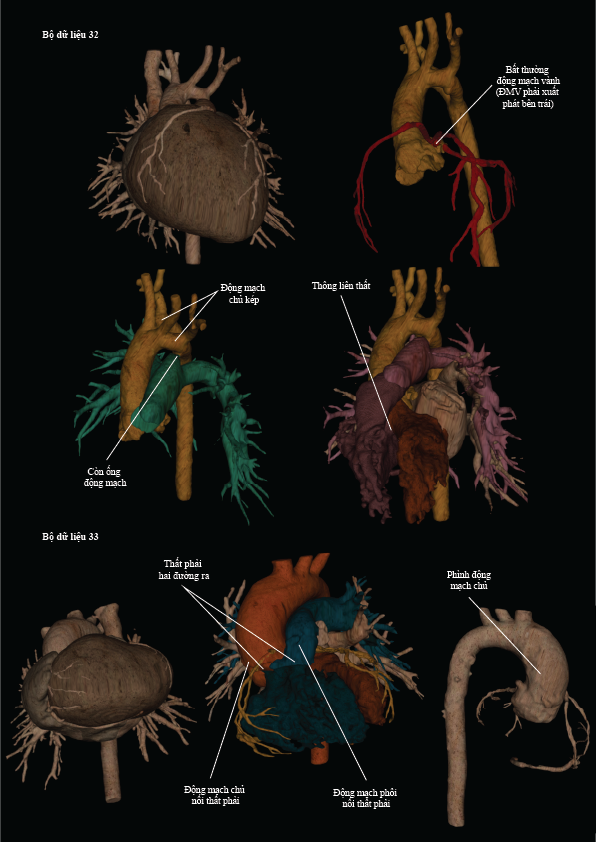 Bộ dữ liệu 32
Bất thường
động mạch vành
(ĐMV phải xuất
phát bên trái)
Động mạch
chủ kép
Thông liên thất
Còn ống
động mạch
Bộ dữ liệu 33
Thất phải
hai đường ra
Phình động
mạch chủ
Động mạch chủ
nối thất phải
Động mạch phổi
nối thất phải